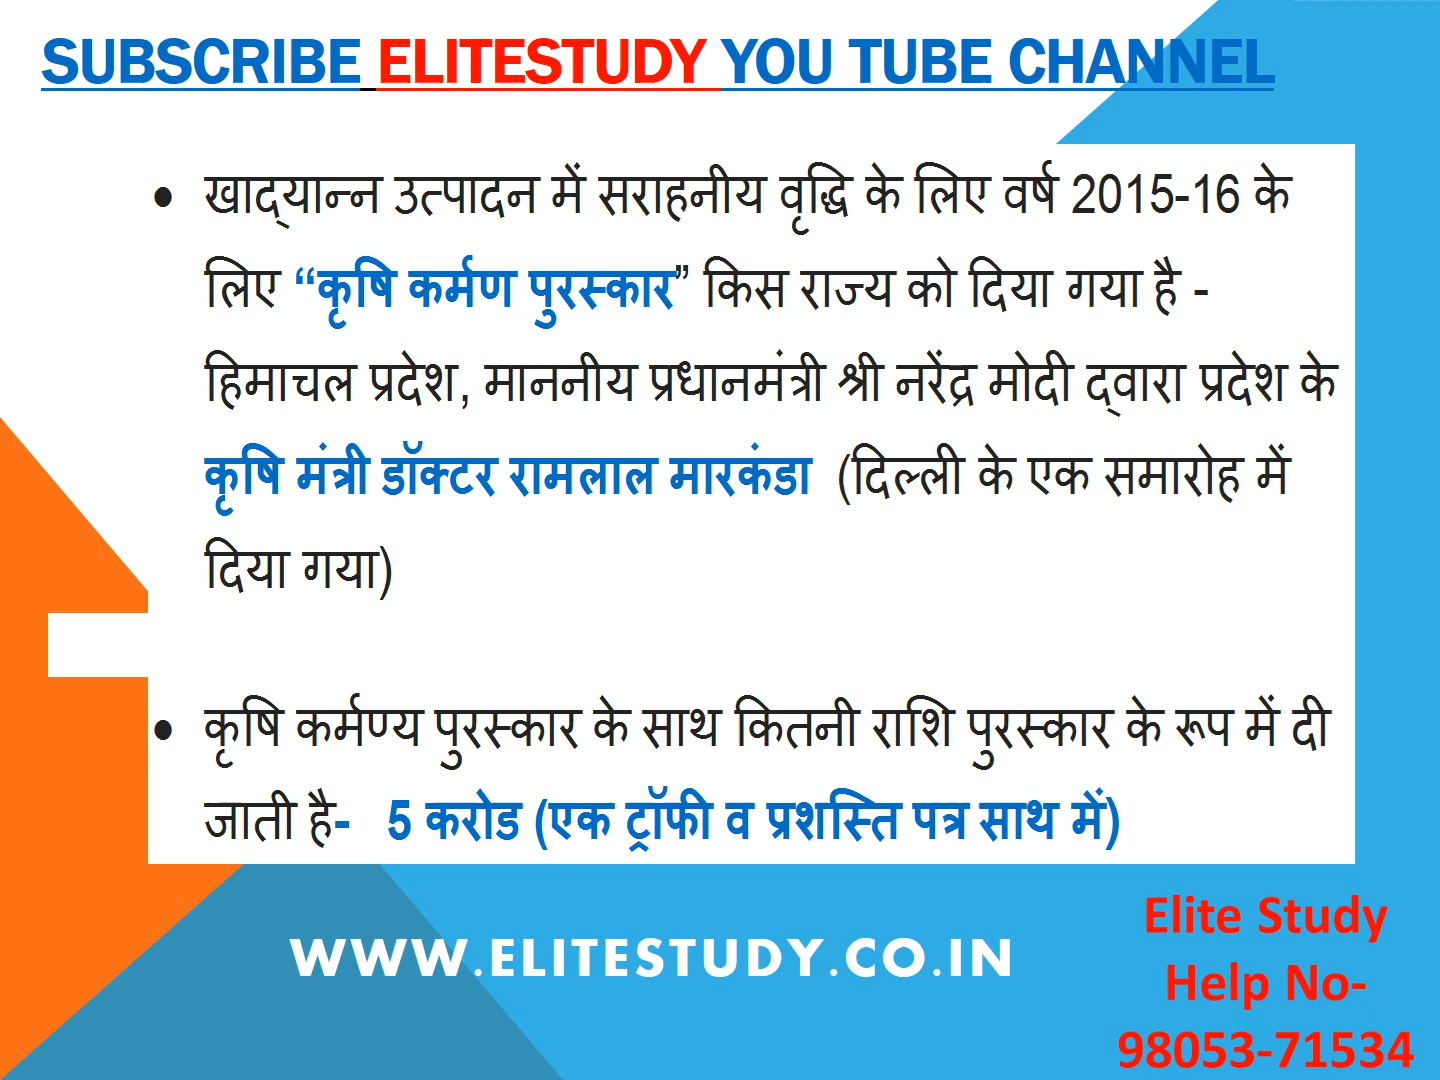 SUBSCRIBE ELITESTUDY YOU TUBE CHANNEL
• खाद्यान्न उत्पादन में सराहनीय वृद्धि के लिए वर्ष 2015-16 के
लिए “कृषि कर्मण पुरस्कार” किस राज्य को दिया गया है -
हिमाचल प्रदेश, माननीय प्रधानमंत्री श्री नरेंद्र मोदी द्वारा प्रदेश के
कृषि मंत्री डॉक्टर रामलाल मारकंडा (दिल्ली के एक समारोह में
दिया गया)
• कृषि कर्मण्य पुरस्कार के साथ कितनी राशि पुरस्कार के रूप में दी
जाती है- 5 करोड (एक ट्रॉफी व प्रशस्ति पत्र साथ में)
WWW.ELITESTUDY.CO.IN
Elite Study
Help No-
98053-71534